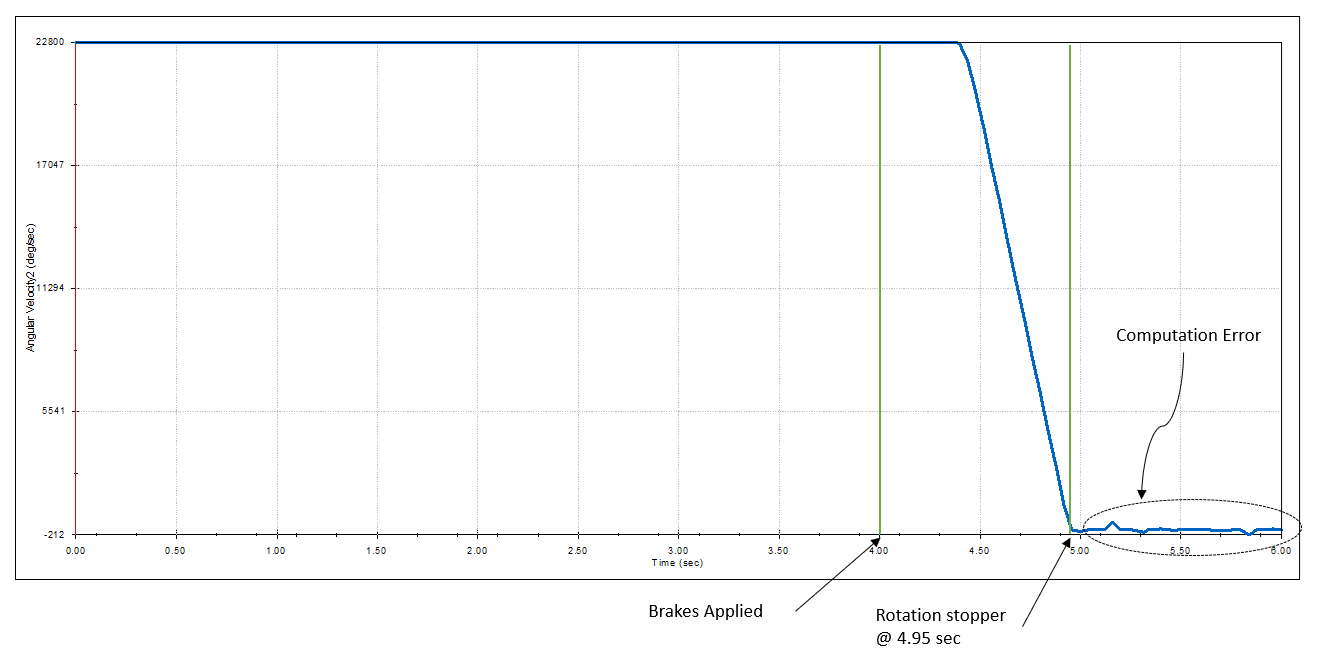 22800
17047
11294
5541
-212
Angular Velocity2 (deg/sec)
0.00 0.50 1.00 1.50 2.00 2.50 3.00 3.50 4.00 4.50 5.00 5.50 6.00
Time (sec)
Computation Error
Brakes Applied
Rotation stopper
@ 4.95 sec